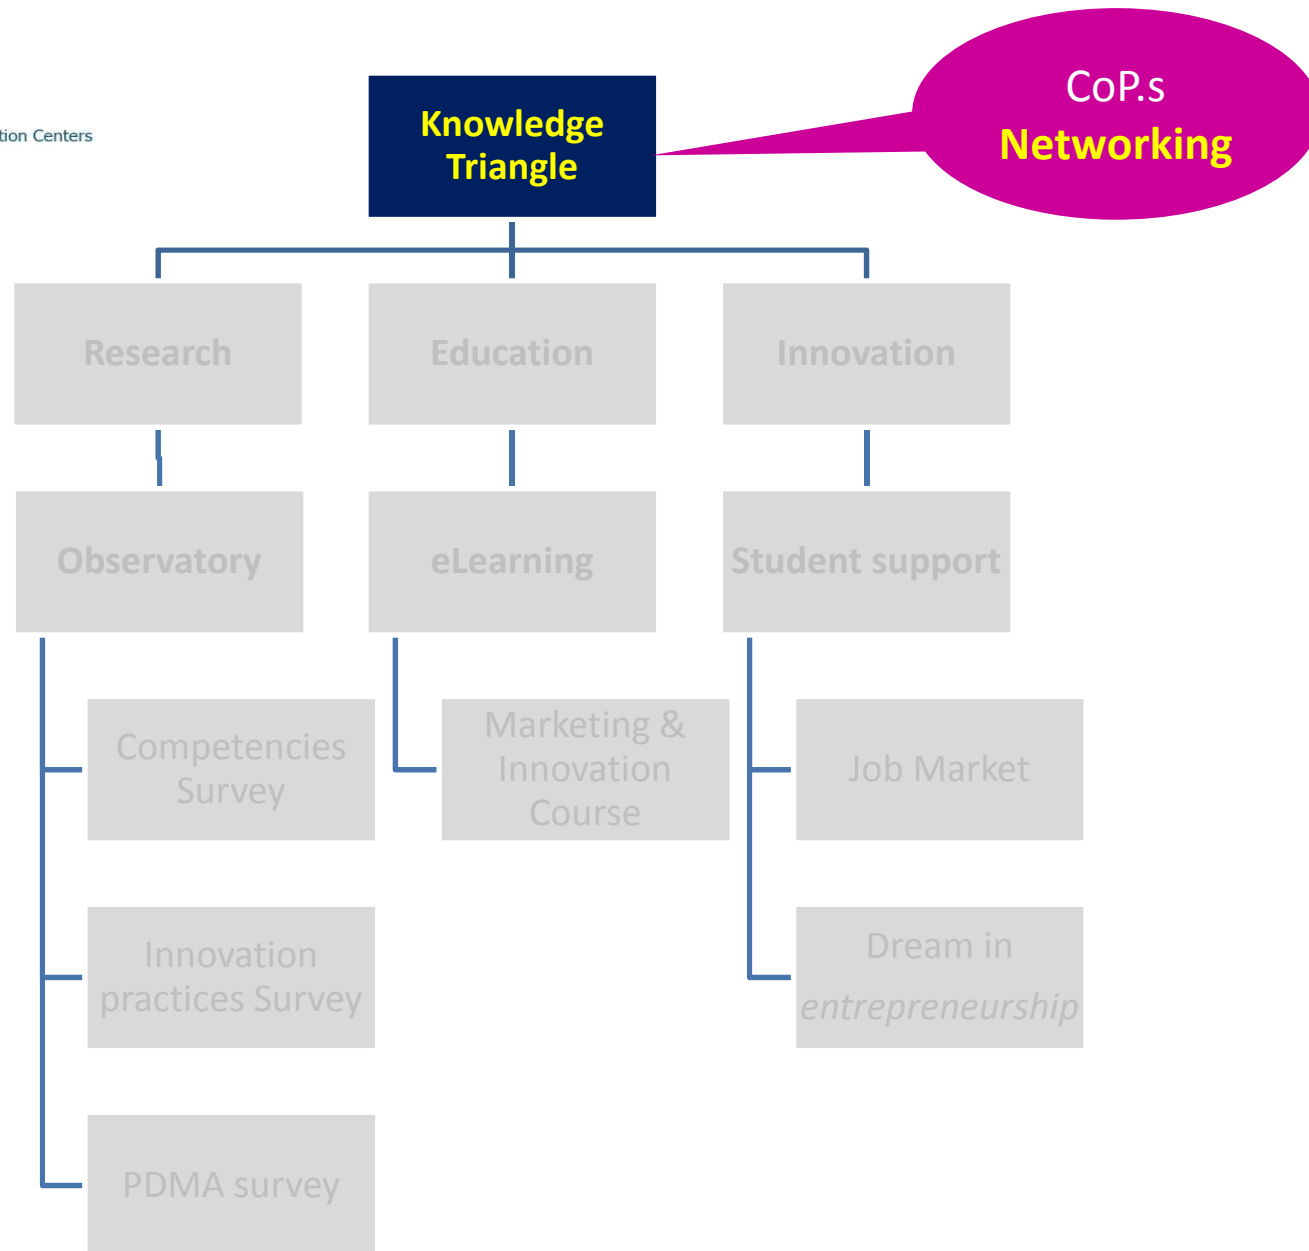 tion Centers
Knowledge
Triangle
CoP.s
Networking
Research
Education
Innovation
Observatory
eLearning
Student support
Competencies
Survey
Marketing &
Innovation
Course
Job Market
Innovation
practices Survey
Dream in
entrepreneurship
PDMA survey